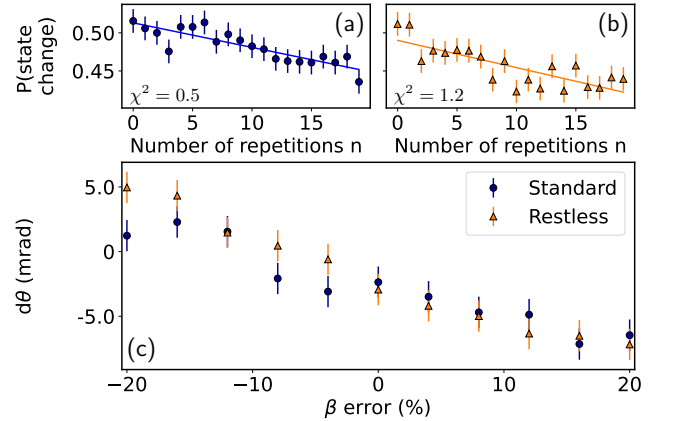 P(state
change)
0.50
0.45
(a)
χ² = 0.5
0 5 10 15
Number of repetitions n
(b)
χ² = 1.2
0 5 10 15
Number of repetitions n
dθ (mrad)
5.0
0
-5.0
Standard
Restless
(c)
−20 −10 0 10 20
β error (%)